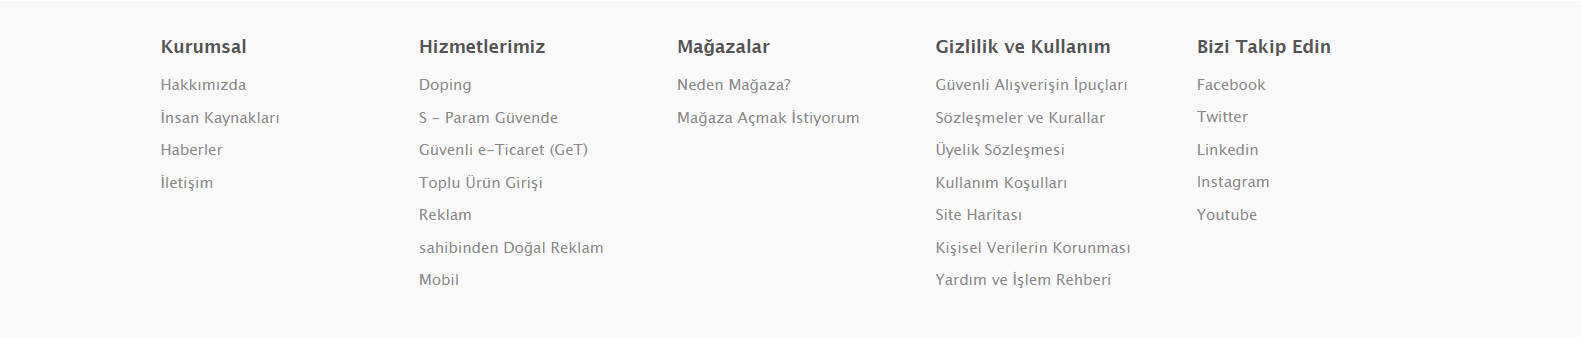 Kurumsal
Hakkımızda
İnsan Kaynakları
Haberler
İletişim
Hizmetlerimiz
Doping
S - Param Güvende
Güvenli e-Ticaret (GeT)
Toplu Ürün Girişi
Reklam
sahibinden Doğal Reklam
Mobil
Mağazalar
Neden Mağaza?
Mağaza Açmak İstiyorum
Gizlilik ve Kullanım
Güvenli Alışverişin İpuçları
Sözleşmeler ve Kurallar
Üyelik Sözleşmesi
Kullanım Koşulları
Site Haritası
Kişisel Verilerin Korunması
Yardım ve İşlem Rehberi
Bizi Takip Edin
Facebook
Twitter
Linkedin
Instagram
Youtube